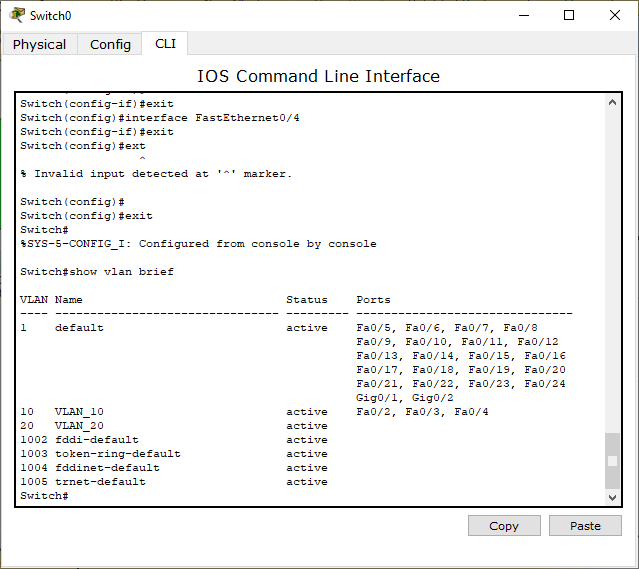 Switch0
Physical Config CLI
IOS Command Line Interface
Switch(config-if)#exit
Switch(config)#interface FastEthernet0/4
Switch(config-if)#exit
Switch(config)#ext
^
% Invalid input detected at '^' marker.
Switch(config)#
Switch(config)#exit
Switch#
%SYS-5-CONFIG_I: Configured from console by console
Switch#show vlan brief
VLAN Name Status Ports
---- -------------------------------- --------- -------------------------------
1 default active Fa0/5, Fa0/6, Fa0/7, Fa0/8
Fa0/9, Fa0/10, Fa0/11, Fa0/12
Fa0/13, Fa0/14, Fa0/15, Fa0/16
Fa0/17, Fa0/18, Fa0/19, Fa0/20
Fa0/21, Fa0/22, Fa0/23, Fa0/24
Gig0/1, Gig0/2
10 VLAN_10 active Fa0/2, Fa0/3, Fa0/4
20 VLAN_20 active
1002 fddi-default active
1003 token-ring-default active
1004 fddinet-default active
1005 trnet-default active
Switch#
Copy Paste